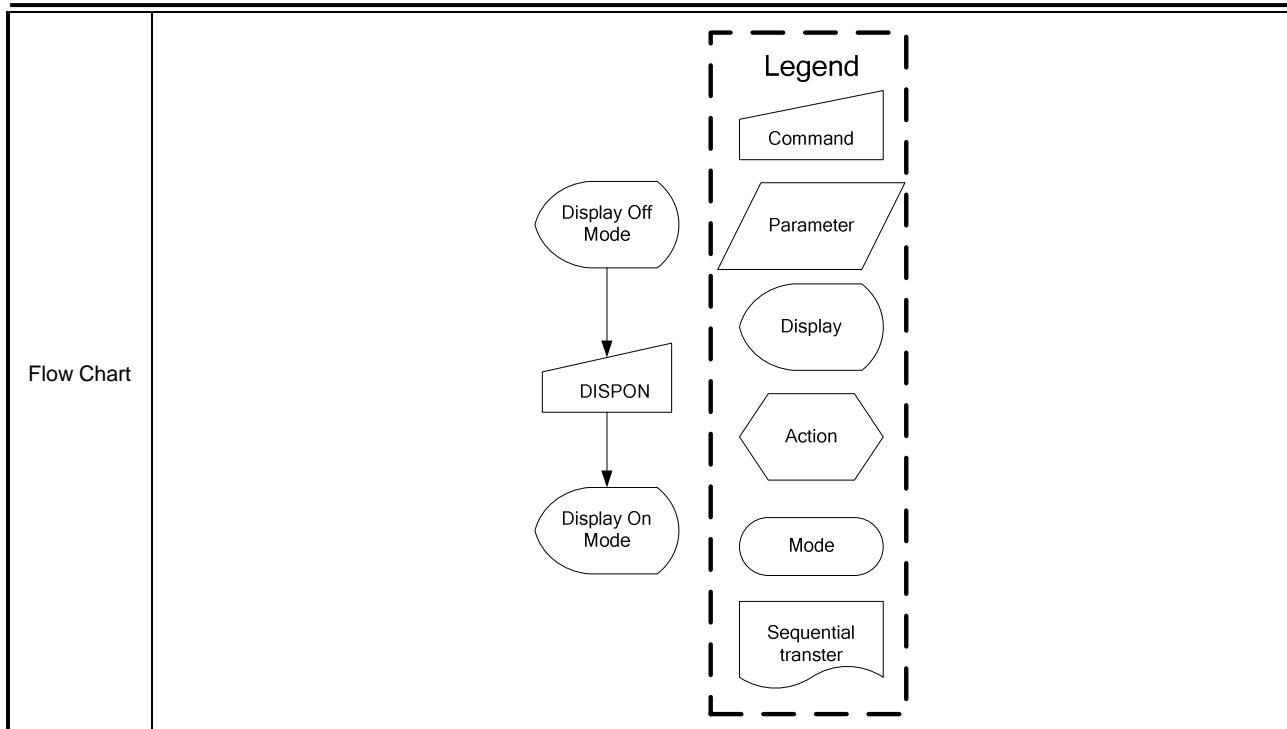 Flow Chart
Display Off
Mode
DISPON
Display On
Mode
Legend
Command
Parameter
Display
Action
Mode
Sequential
transter